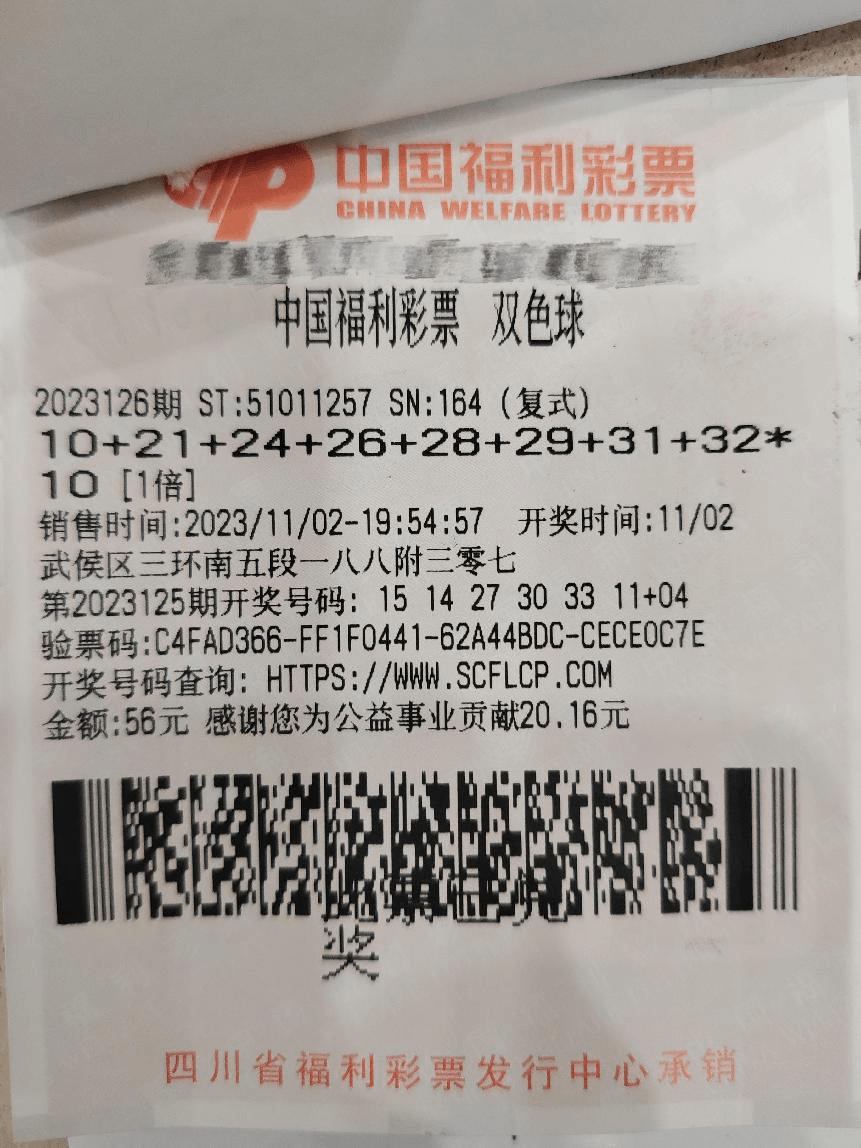 中国福利彩票
CHINA WELFARE LOTTERY
中国福利彩票 双色球
2023126期 ST:51011257 SN:164 (复式)
10+21+24+26+28+29+31+32*
10 [1倍]
销售时间:2023/11/02-19:54:57 开奖时间:11/02
武侯区三环南五段一八八附三零七
第2023125期开奖号码: 15 14 27 30 33 11+04
验票码:C4FAD366-FF1F0441-62A44BDC-CECE0C7E
开奖号码查询: HTTPS://WWW.SCFLCP.COM
金额:56元 感谢您为公益事业贡献20.16元
奖
四川省福利彩票发行中心承销